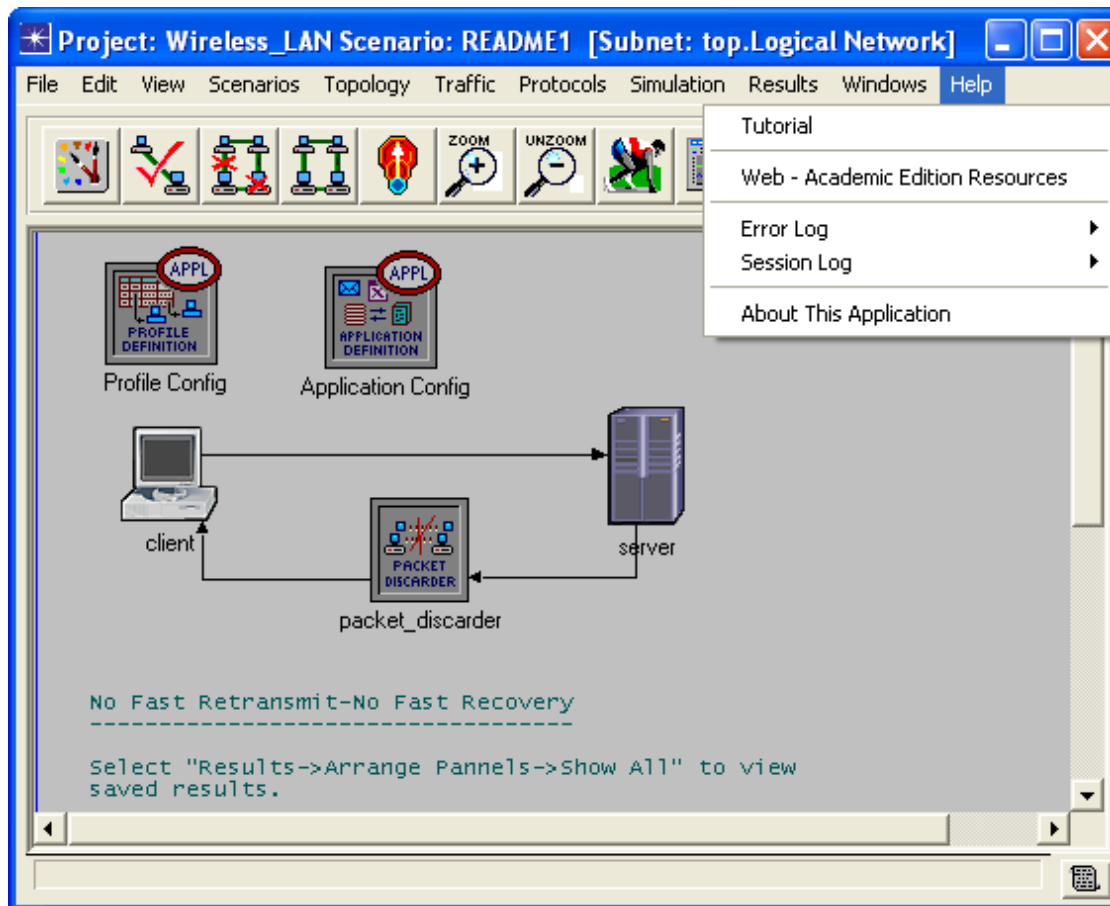 Project: Wireless_LAN Scenario: README1 [Subnet: top.Logical Network]
File Edit View Scenarios Topology Traffic Protocols Simulation Results Windows Help
Tutorial
Web - Academic Edition Resources
Error Log
Session Log
About This Application
ZOOM UNZOOM
APPL
PROFILE
DEFINITION
Profile Config
APPL
APPLICATION
DEFINITION
Application Config
client
server
PACKET
DISCARDER
packet_discarder
No Fast Retransmit-No Fast Recovery
-----------------------------------
Select "Results->Arrange Pannels->Show All" to view
saved results.